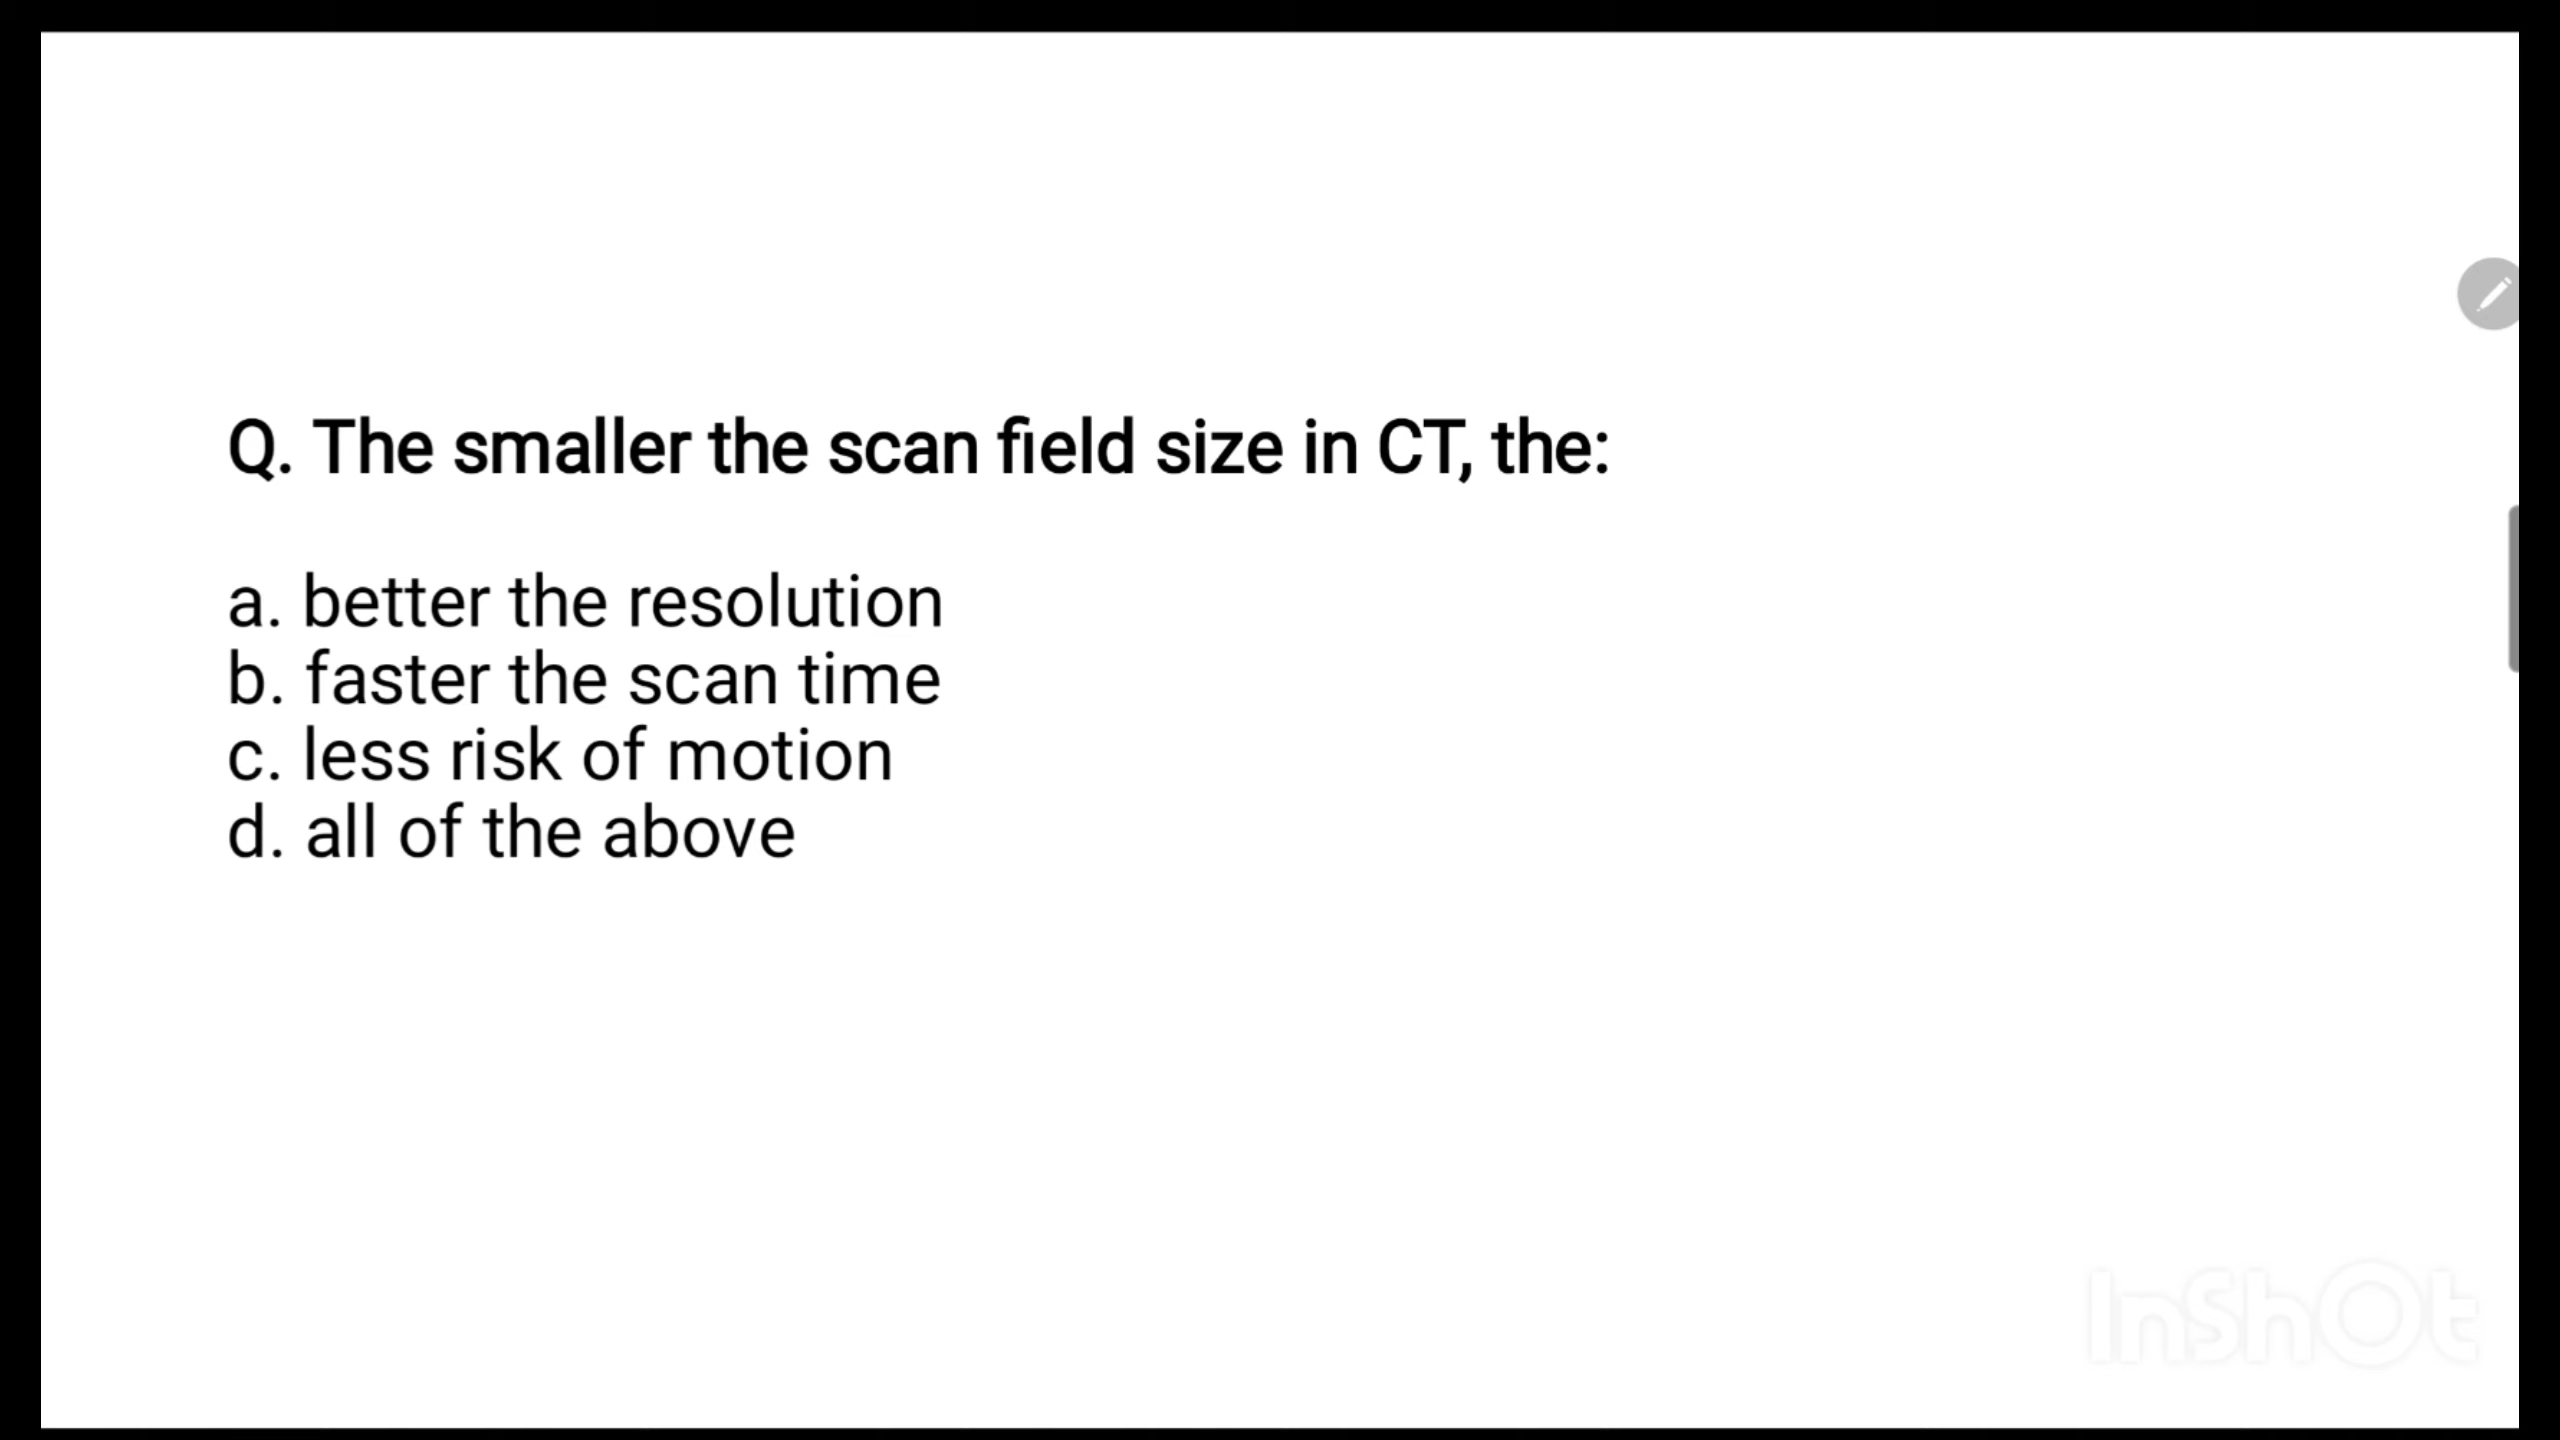 Q. The smaller the scan field size in CT, the:
a. better the resolution
b. faster the scan time
c. less risk of motion
d. all of the above
InShOt